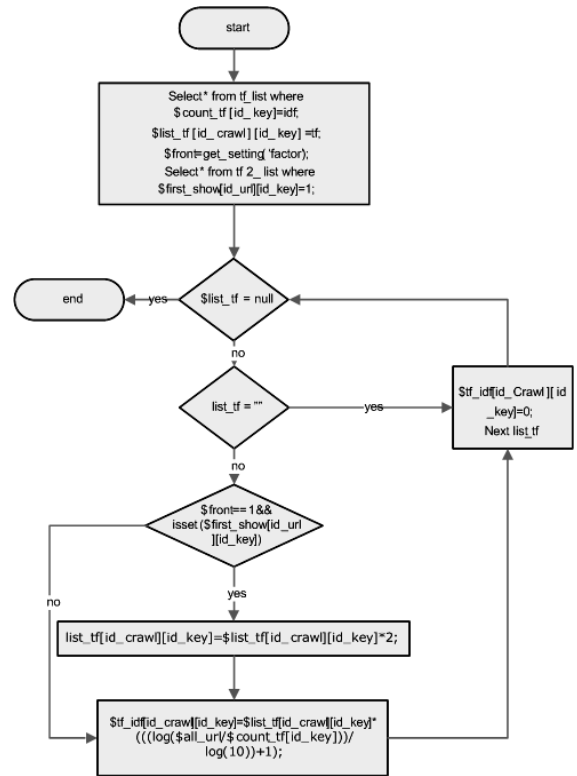 start
Select* from tf_list where
$count_tf [id_key]=idf;
$list_tf [id_crawl] [id_key] =tf;
$front=get_setting( 'factor);
Select* from tf 2_ list where
$first_show[id_url][id_key]=1;
$list_tf = null
yes
end
no
list_tf = ""
yes
$tf_idf[id_Crawl ][ id
_key]=0;
Next list_tf
no
$front== 1&&
isset ($first_show[id_url
][id_key])
no
yes
list_tf[id_crawl][id_key]=$list_tf[id_crawl][id_key]*2;
$tf_idf[id_crawl][id_key]=$list_tf[id_crawl][id_key]*
(((log($all_url/$count_tf[id_key]))/
log(10))+1);